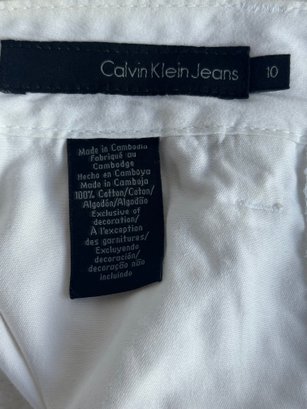 Calvin Klein Jeans 10
Made in Cambodia
Fabriqué au
Cambodge
Hecho en Camboya
Made in Camboja
100% Cotton/Coton/
Algodón/Algodão
Exclusive of
decoration/
À l'exception
des garnitures/
Excluyendo
decoración/
decoração não
incluindo